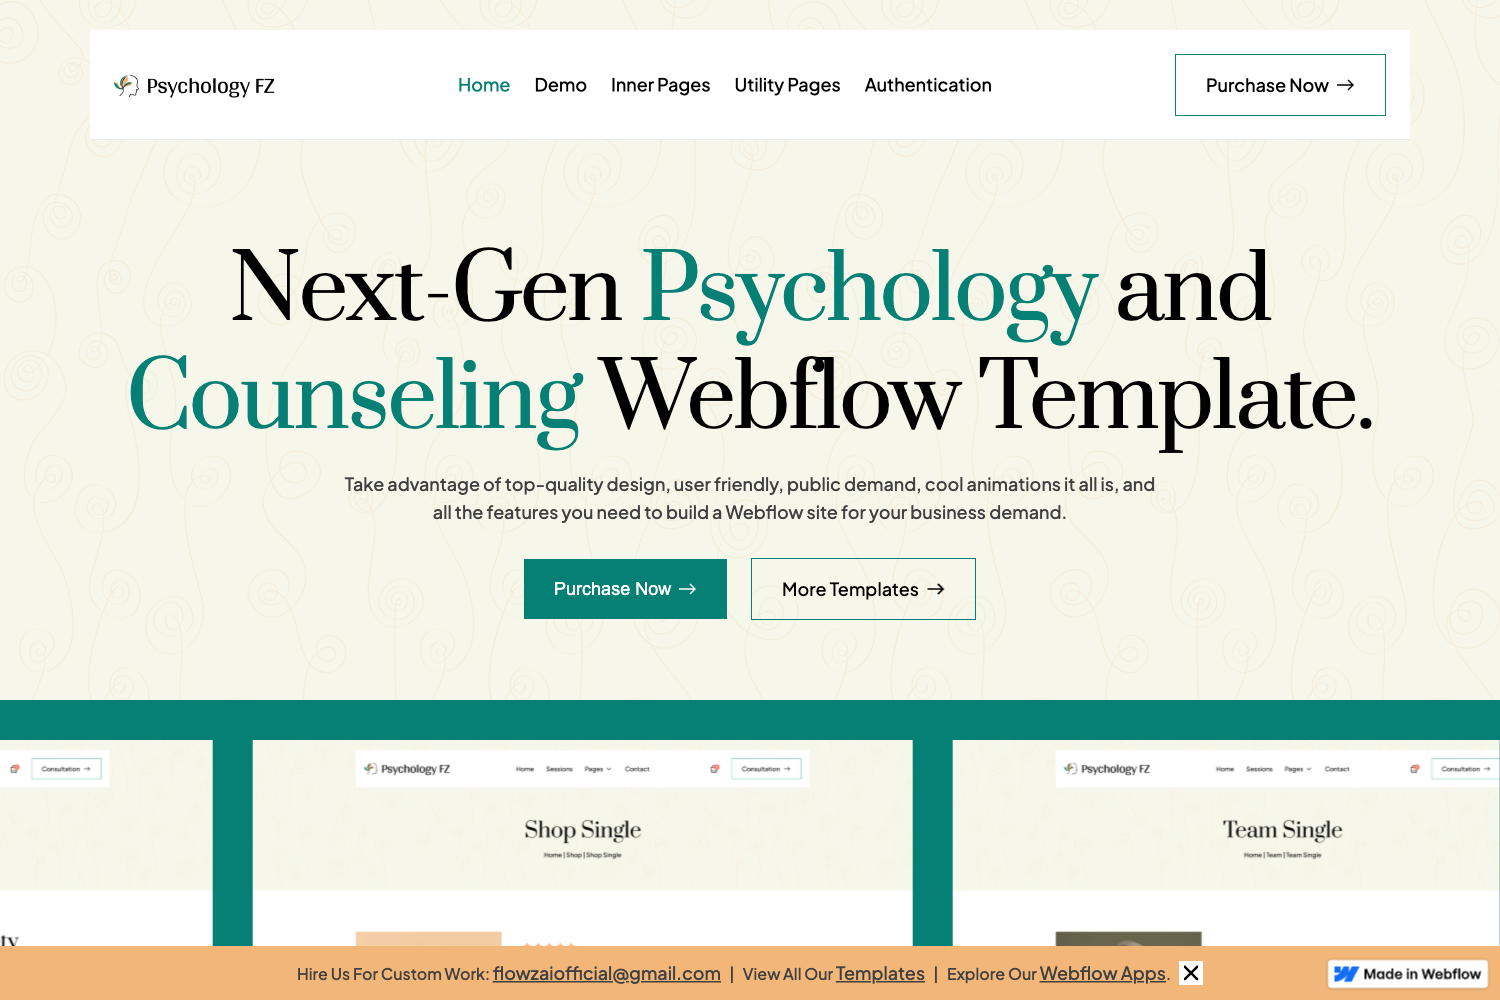 Psychology FZ
Home Demo Inner Pages Utility Pages Authentication
Purchase Now →
Next-Gen Psychology and
Counseling Webflow Template.
Take advantage of top-quality design, user friendly, public demand, cool animations it all is, and
all the features you need to build a Webflow site for your business demand.
Purchase Now →
More Templates →
Consultation →
Psychology FZ
Home Sessions Pages Contact
Consultation →
Shop Single
Home | Shop | Shop Single
Psychology FZ
Home Sessions Pages Contact
Consultation →
Team Single
Home | Team | Team Single
ty
Hire Us For Custom Work: flowzaiofficial@gmail.com | View All Our Templates | Explore Our Webflow Apps.
Made in Webflow